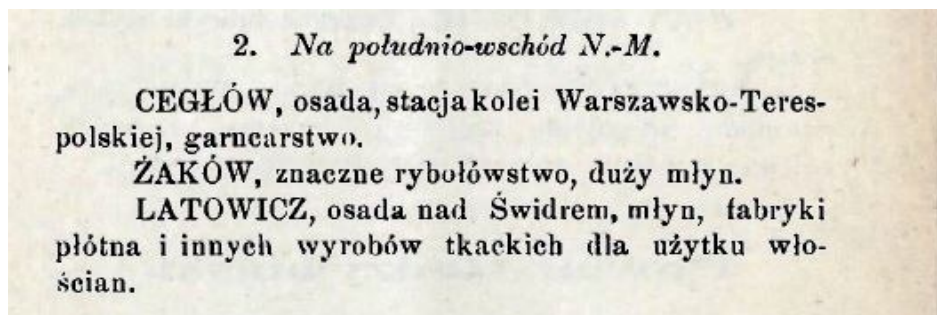 2. Na południo-wschód N.-M.
CEGŁÓW, osada, stacja kolei Warszawsko-Teres-
polskiej, garncarstwo.
ŻAKÓW, znaczne rybołówstwo, duży młyn.
LATOWICZ, osada nad Świdrem, młyn, fabryki
płótna i innych wyrobów tkackich dla użytku wło-
ścian.